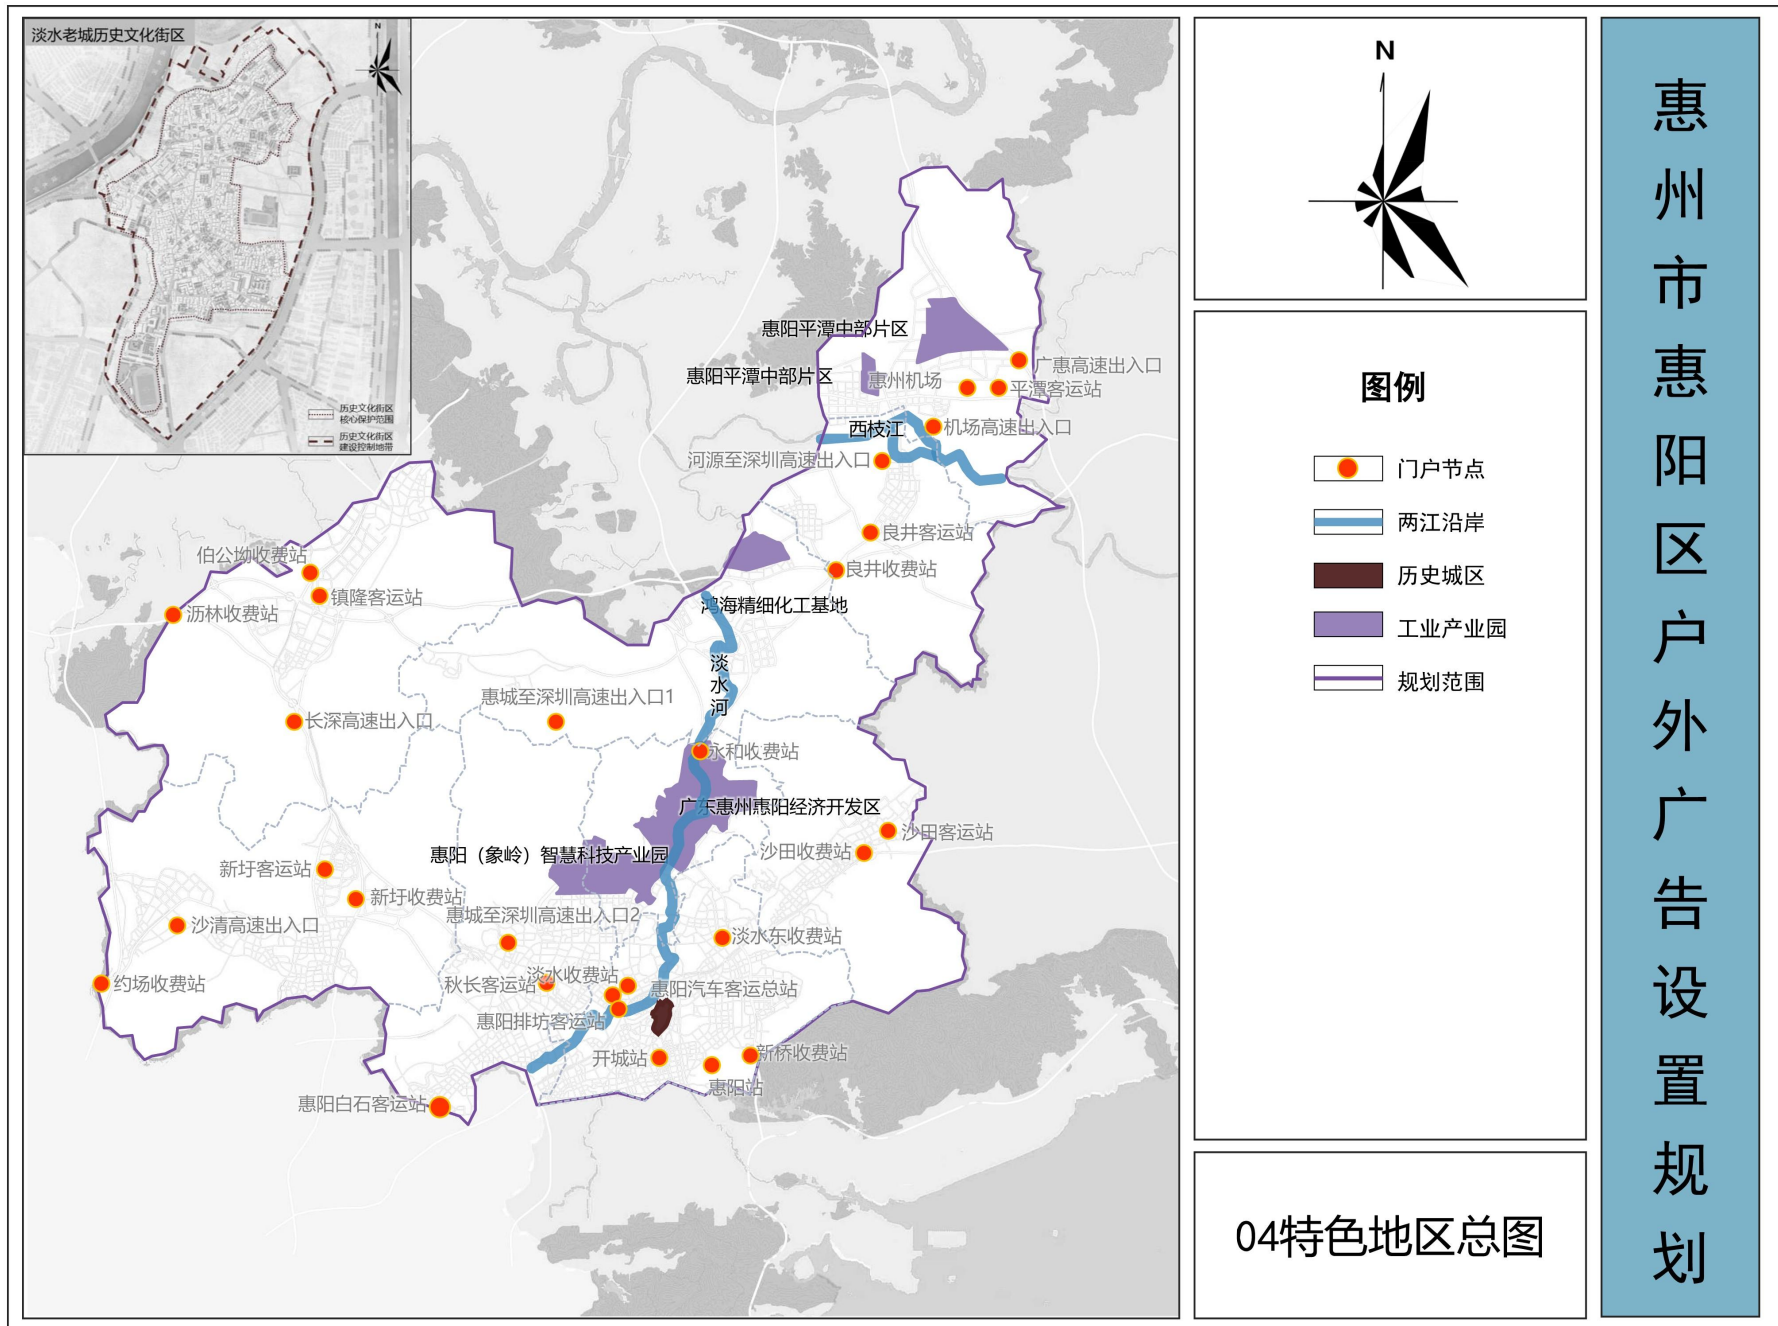 淡水老城历史文化街区
N
历史文化街区
核心保护范围
历史文化街区
建设控制地带
惠阳平潭中部片区
惠阳平潭中部片区
惠州机场
广惠高速出入口
平潭客运站
西枝江
机场高速出入口
河源至深圳高速出入口
良井客运站
良井收费站
伯公坳收费站
镇隆客运站
沥林收费站
鸿海精细化工基地
淡水河
惠城至深圳高速出入口1
长深高速出入口
永和收费站
广东惠州惠阳经济开发区
沙田客运站
沙田收费站
惠阳（象岭）智慧科技产业园
新圩客运站
新圩收费站
惠城至深圳高速出入口2
沙清高速出入口
淡水东收费站
约场收费站
秋长客运站
淡水收费站
惠阳汽车客运总站
惠阳排坊客运站
开城站
新桥收费站
惠阳站
惠阳白石客运站
N
图例
门户节点
两江沿岸
历史城区
工业产业园
规划范围
04特色地区总图
惠州市惠阳区户外广告设置规划